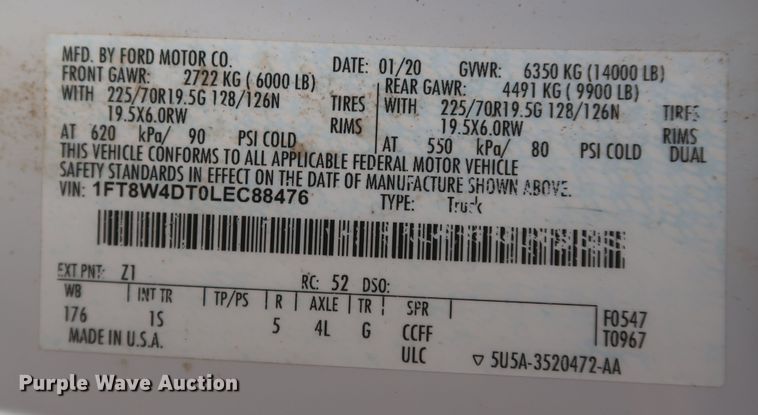 MFD. BY FORD MOTOR CO.
DATE: 01/20 GVWR: 6350 KG (14000 LB)
FRONT GAWR: 2722 KG (6000 LB)
REAR GAWR: 4491 KG (9900 LB)
WITH 225/70R19.5G 128/126N TIRES
WITH 225/70R19.5G 128/126N TIRES
19.5X6.0RW RIMS
19.5X6.0RW RIMS
AT 620 kPa/ 90 PSI COLD
AT 550 kPa/ 80 PSI COLD DUAL
THIS VEHICLE CONFORMS TO ALL APPLICABLE FEDERAL MOTOR VEHICLE
SAFETY STANDARDS IN EFFECT ON THE DATE OF MANUFACTURE SHOWN ABOVE.
VIN: 1FT8W4DT0LEC88476 TYPE: Truck
EXT PNT: Z1 RC: 52 DSO:
WB INT TR TP/PS R AXLE TR SPR
176 1S 5 4L G CCFF
ULC
F0547
T0967
MADE IN U.S.A.
▽ 5U5A-3520472-AA
Purple Wave Auction